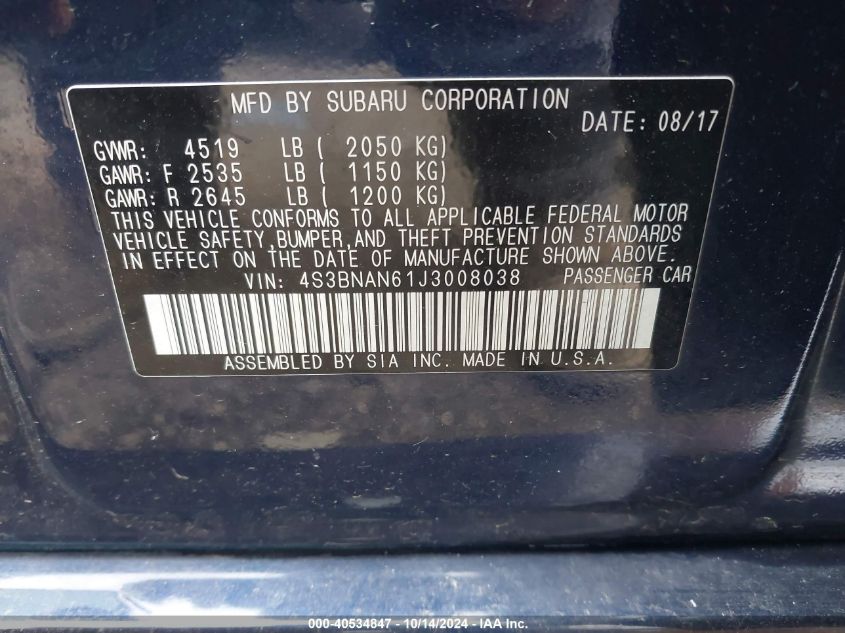 MFD BY SUBARU CORPORATION
DATE: 08/17
GVWR: 4519 LB ( 2050 KG)
GAWR: F 2535 LB ( 1150 KG)
GAWR: R 2645 LB ( 1200 KG)
THIS VEHICLE CONFORMS TO ALL APPLICABLE FEDERAL MOTOR
VEHICLE SAFETY,BUMPER,AND THEFT PREVENTION STANDARDS
IN EFFECT ON THE DATE OF MANUFACTURE SHOWN ABOVE.
VIN: 4S3BNAN61J3008038 PASSENGER CAR
ASSEMBLED BY SIA INC. MADE IN U.S.A.
000-40534847 - 10/14/2024 - IAA Inc.